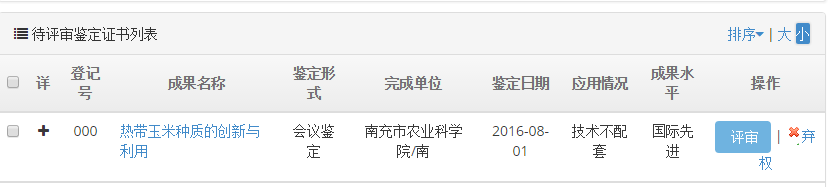 待评审鉴定证书列表
排序 | 大 小
详
登记号
成果名称
鉴定形式
完成单位
鉴定日期
应用情况
成果水平
操作
000
热带玉米种质的创新与
利用
会议鉴
定
南充市农业科学
院/南
2016-08-
01
技术不配
套
国际先
进
评审 | 弃
权